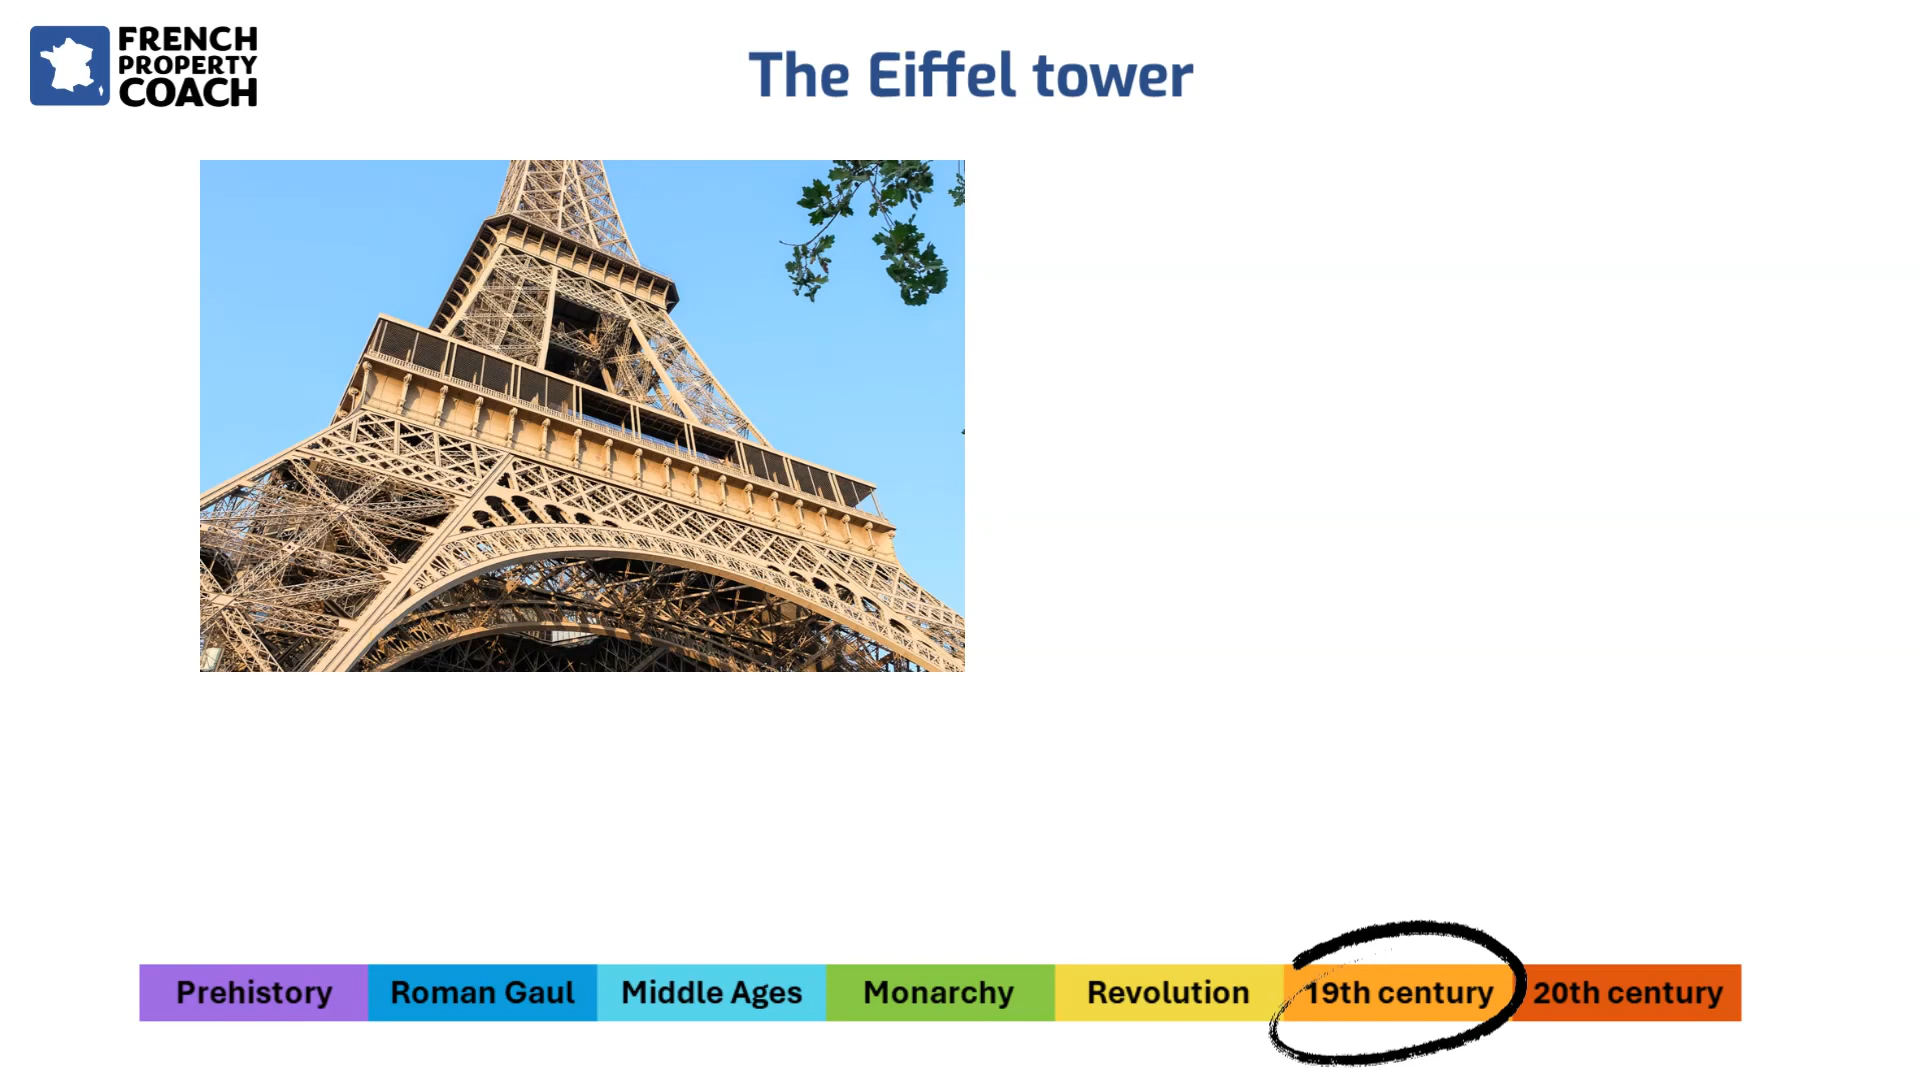 FRENCH
PROPERTY
COACH
The Eiffel tower
Prehistory
Roman Gaul
Middle Ages
Monarchy
Revolution
19th century
20th century